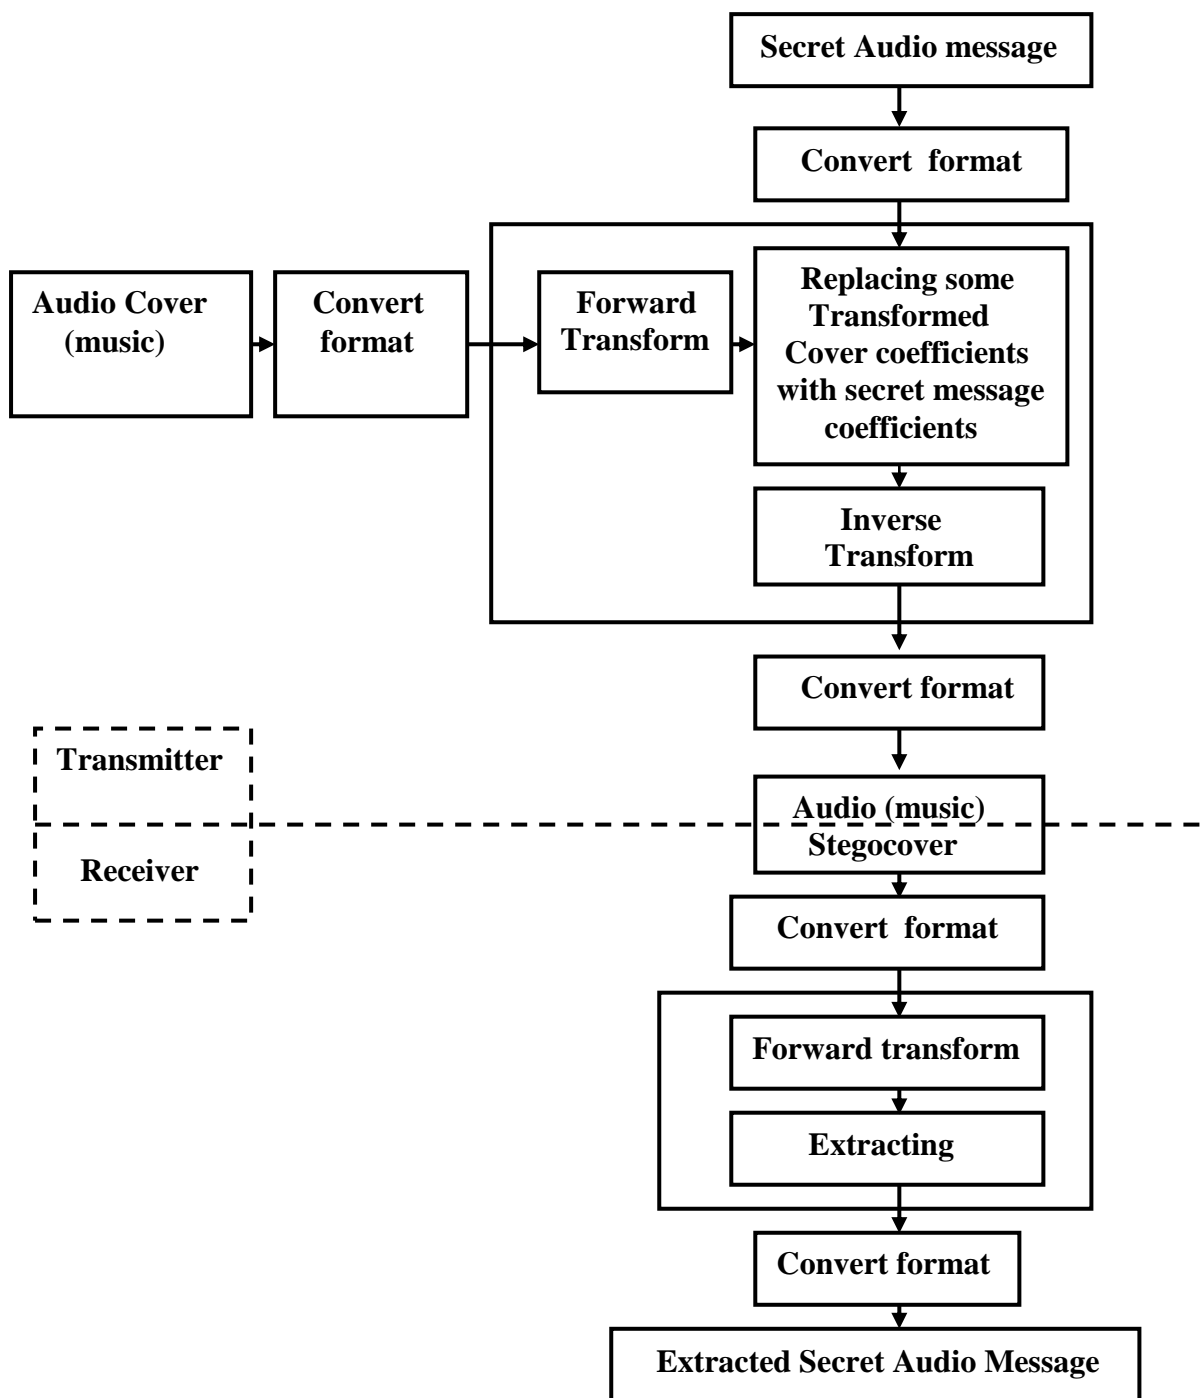 Secret Audio message
Convert format
Audio Cover
(music)
Convert
format
Forward
Transform
Replacing some
Transformed
Cover coefficients
with secret message
coefficients
Inverse
Transform
Convert format
Transmitter
Receiver
Audio (music)
Stegocover
Convert format
Forward transform
Extracting
Convert format
Extracted Secret Audio Message